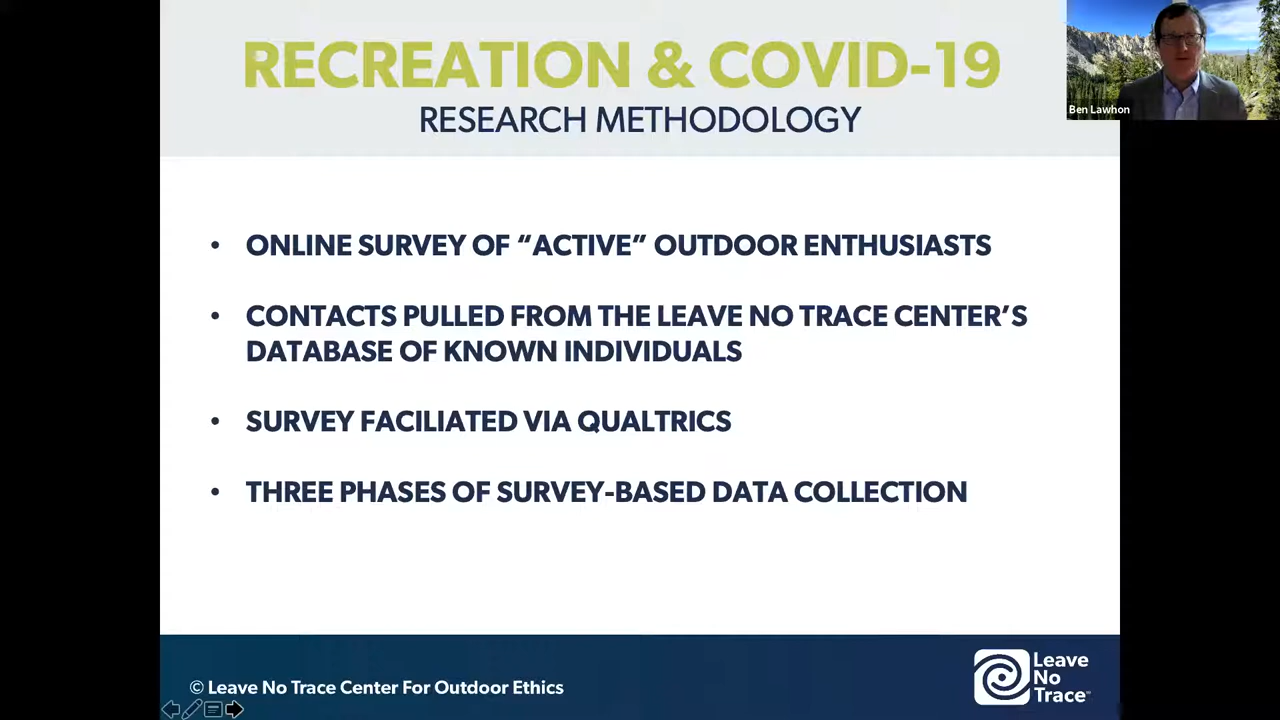 RECREATION & COVID-19
RESEARCH METHODOLOGY
Ben Lawhon
• ONLINE SURVEY OF “ACTIVE” OUTDOOR ENTHUSIASTS
• CONTACTS PULLED FROM THE LEAVE NO TRACE CENTER’S
DATABASE OF KNOWN INDIVIDUALS
• SURVEY FACILIATED VIA QUALTRICS
• THREE PHASES OF SURVEY-BASED DATA COLLECTION
© Leave No Trace Center For Outdoor Ethics
Leave
No
Trace